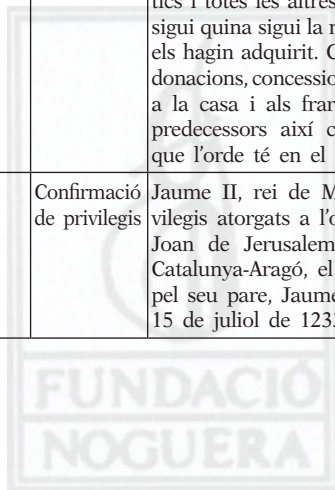 tics i totes les altres
sigui quina sigui la
els hagin adquirit.
donacions, concessio
a la casa i als frar
predecessors així c
que l'orde té en el
Confirmació Jaume II, rei de M
de privilegis vilegis atorgats a l'o
Joan de Jerusalem
Catalunya-Aragó, el
pel seu pare, Jaume
15 de juliol de 123
FUNDACIÓ
NOGUERA